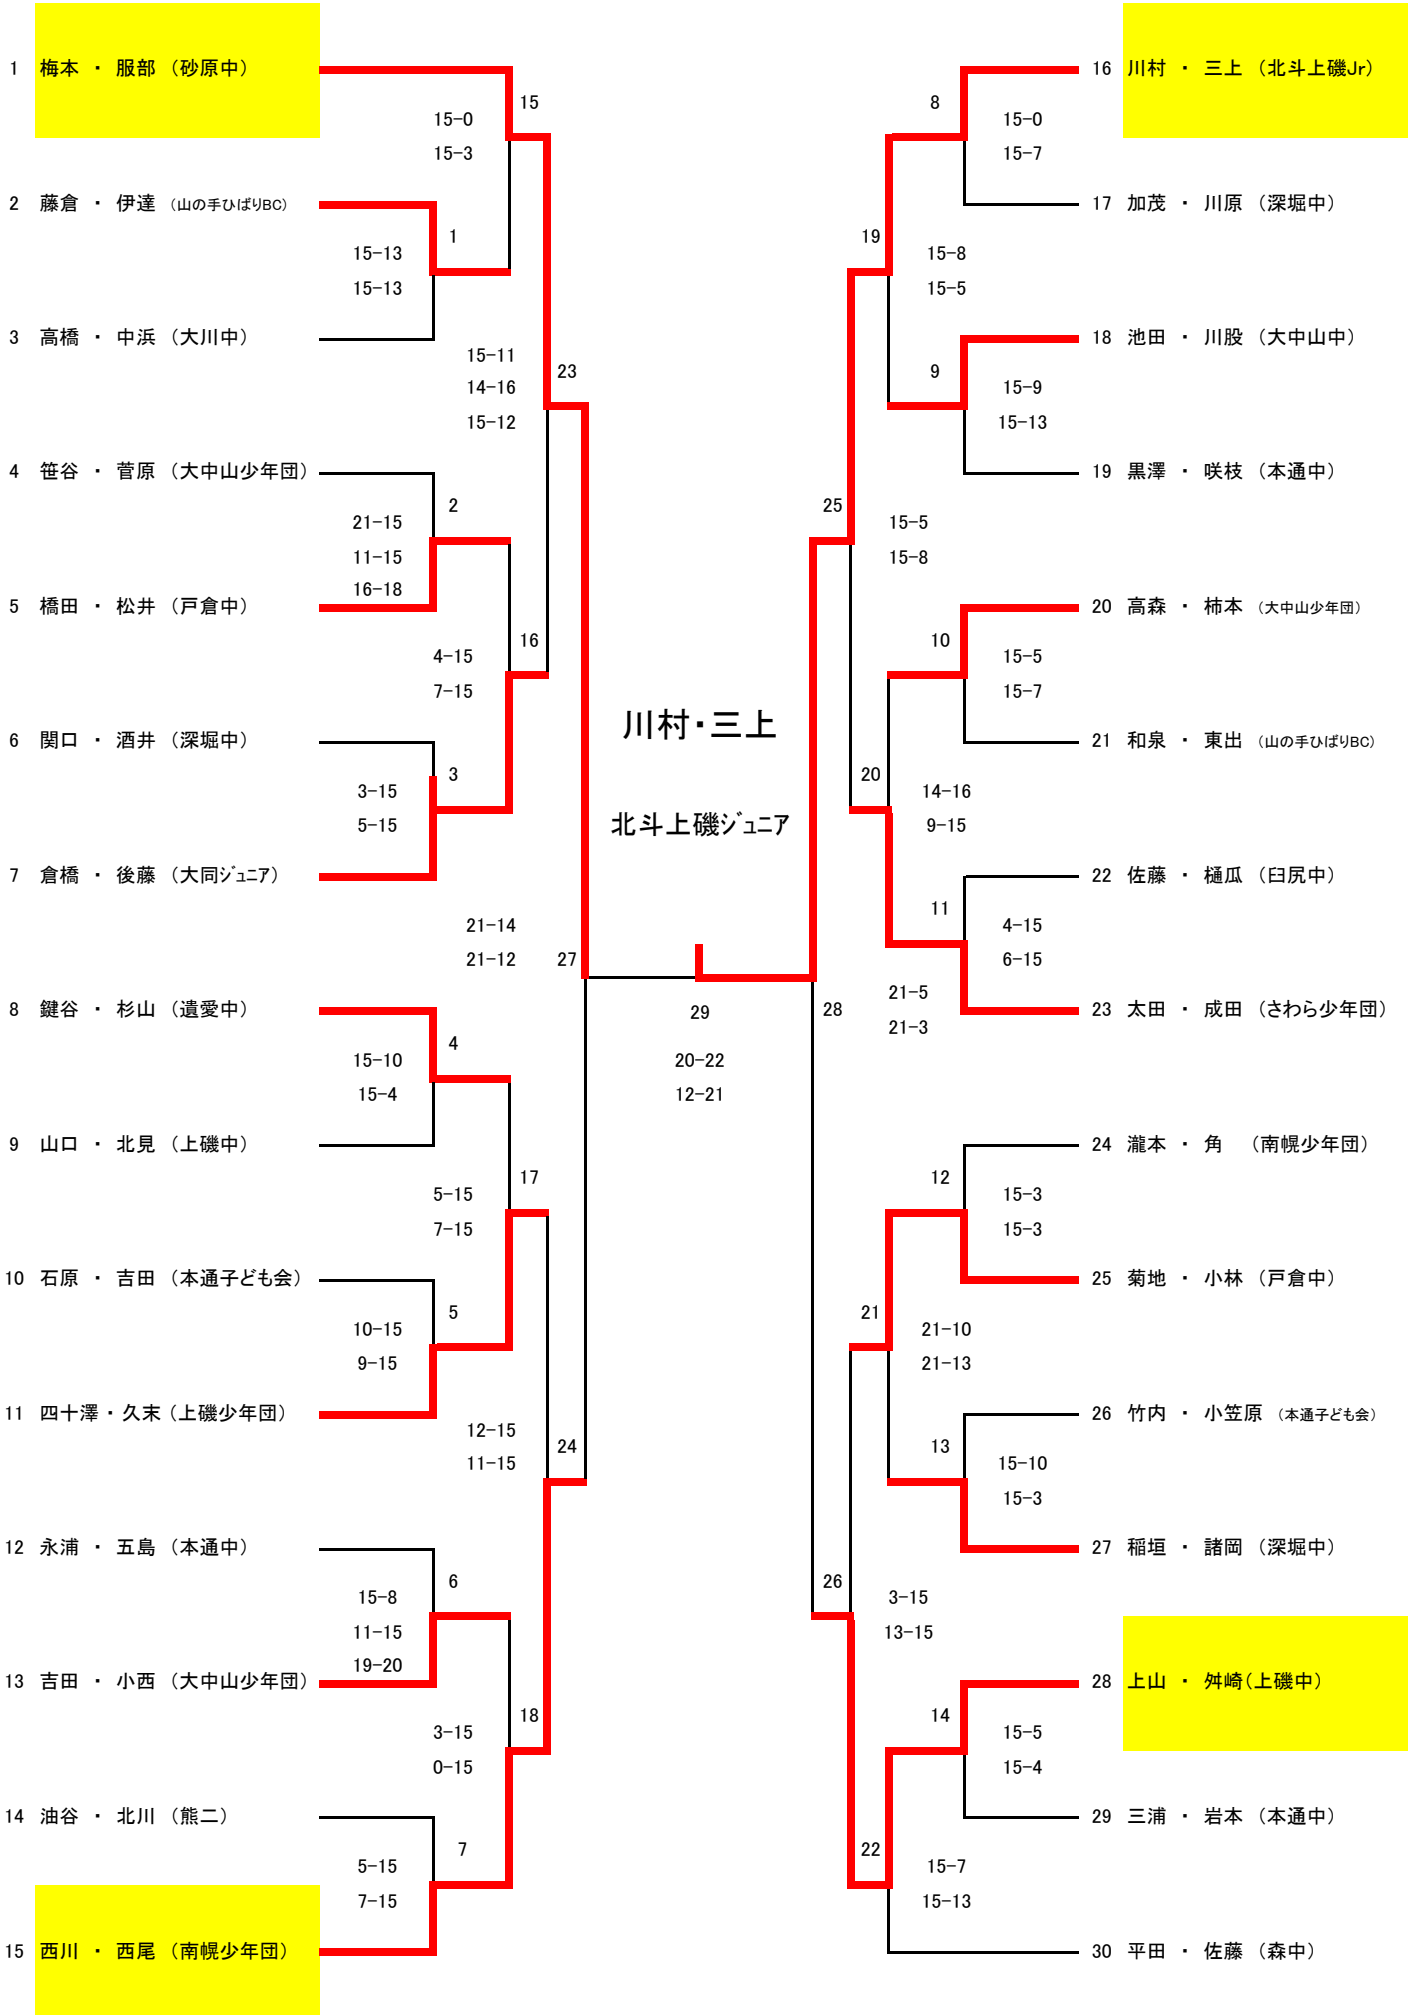 1 梅本 ・ 服部 (砂原中)
15
15-0
15-3
2 藤倉 ・ 伊達 (山の手ひばりBC)
1
15-13
15-13
3 高橋 ・ 中浜 (大川中)
15-11
14-16
15-12
23
4 笹谷 ・ 菅原 (大中山少年団)
2
21-15
11-15
16-18
5 橋田 ・ 松井 (戸倉中)
16
4-15
7-15
6 関口 ・ 酒井 (深堀中)
3
3-15
5-15
7 倉橋 ・ 後藤 (大同ジュニア)
21-14
21-12
27
8 鍵谷 ・ 杉山 (遺愛中)
4
15-10
15-4
9 山口 ・ 北見 (上磯中)
17
5-15
7-15
10 石原 ・ 吉田 (本通子ども会)
5
10-15
9-15
11 四十澤・久末 (上磯少年団)
12-15
11-15
24
12 永浦 ・ 五島 (本通中)
6
15-8
11-15
19-20
13 吉田 ・ 小西 (大中山少年団)
18
3-15
0-15
14 油谷 ・ 北川 (熊二)
7
5-15
7-15
15 西川 ・ 西尾 (南幌少年団)
川村・三上
北斗上磯ジュニア
29
20-22
12-21
16 川村 ・ 三上 (北斗上磯Jr)
8
15-0
15-7
17 加茂 ・ 川原 (深堀中)
19
15-8
15-5
18 池田 ・ 川股 (大中山中)
9
15-9
15-13
19 黒澤 ・ 咲枝 (本通中)
25
15-5
15-8
20 高森 ・ 柿本 (大中山少年団)
10
15-5
15-7
21 和泉 ・ 東出 (山の手ひばりBC)
20
14-16
9-15
22 佐藤 ・ 樋瓜 (臼尻中)
11
4-15
6-15
23 太田 ・ 成田 (さわら少年団)
28
21-5
21-3
24 瀧本 ・ 角 (南幌少年団)
12
15-3
15-3
25 菊地 ・ 小林 (戸倉中)
21
21-10
21-13
26 竹内 ・ 小笠原 (本通子ども会)
13
15-10
15-3
27 稲垣 ・ 諸岡 (深堀中)
26
3-15
13-15
28 上山 ・ 舛崎(上磯中)
14
15-5
15-4
29 三浦 ・ 岩本 (本通中)
22
15-7
15-13
30 平田 ・ 佐藤 (森中)